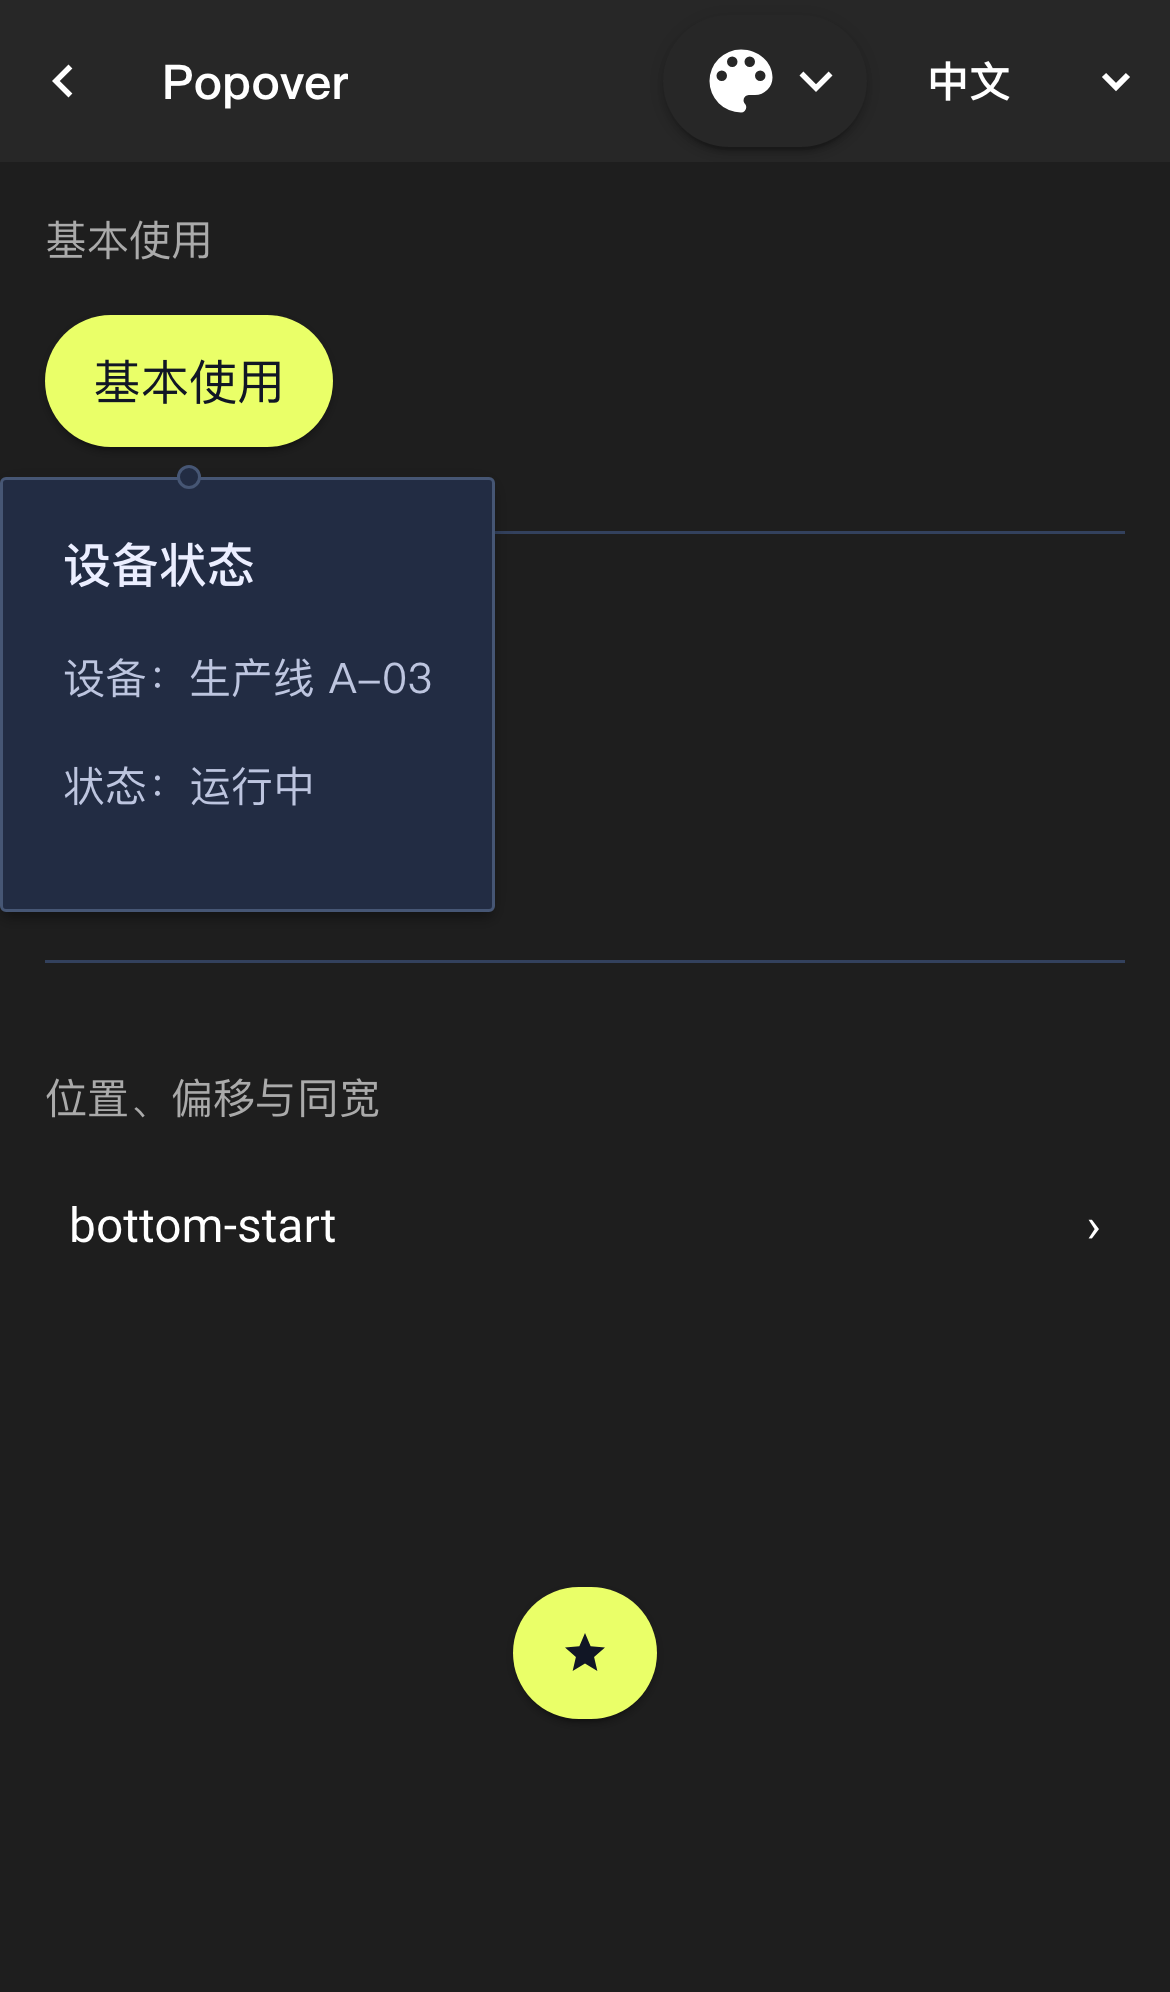 Popover
中文
基本使用
基本使用
设备状态
设备：生产线 A–03
状态：运行中
位置、偏移与同宽
bottom-start